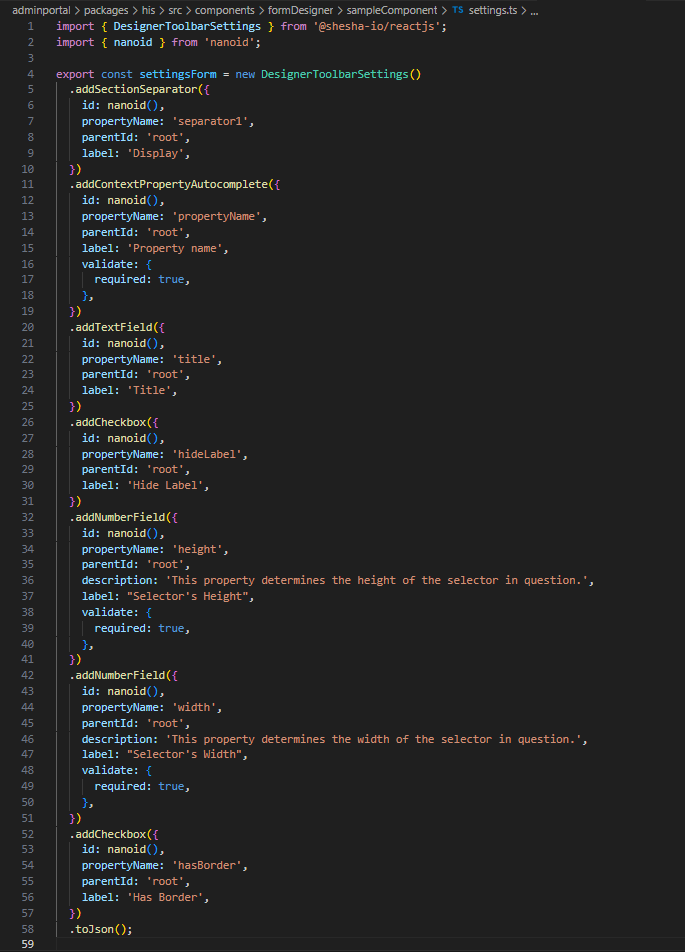 adminportal > packages > his > src > components > formDesigner > sampleComponent > TS settings.ts > ...
1 import { DesignerToolbarSettings } from '@shesha-io/reactjs';
2 import { nanoid } from 'nanoid';
3
4 export const settingsForm = new DesignerToolbarSettings()
5 .addSectionSeparator({
6 id: nanoid(),
7 propertyName: 'separator1',
8 parentId: 'root',
9 label: 'Display',
10 })
11 .addContextPropertyAutocomplete({
12 id: nanoid(),
13 propertyName: 'propertyName',
14 parentId: 'root',
15 label: 'Property name',
16 validate: {
17 required: true,
18 },
19 })
20 .addTextField({
21 id: nanoid(),
22 propertyName: 'title',
23 parentId: 'root',
24 label: 'Title',
25 })
26 .addCheckbox({
27 id: nanoid(),
28 propertyName: 'hideLabel',
29 parentId: 'root',
30 label: 'Hide Label',
31 })
32 .addNumberField({
33 id: nanoid(),
34 propertyName: 'height',
35 parentId: 'root',
36 description: 'This property determines the height of the selector in question.',
37 label: "Selector's Height",
38 validate: {
39 required: true,
40 },
41 })
42 .addNumberField({
43 id: nanoid(),
44 propertyName: 'width',
45 parentId: 'root',
46 description: 'This property determines the width of the selector in question.',
47 label: "Selector's Width",
48 validate: {
49 required: true,
50 },
51 })
52 .addCheckbox({
53 id: nanoid(),
54 propertyName: 'hasBorder',
55 parentId: 'root',
56 label: 'Has Border',
57 })
58 .toJson();
59